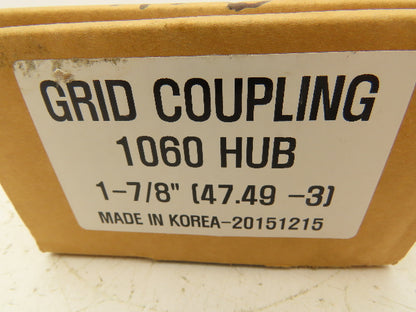 GRID COUPLING
1060 HUB
1-7/8" (47.49 -3)
MADE IN KOREA-20151215